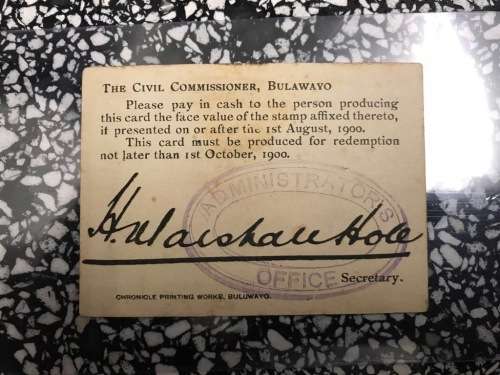 THE CIVIL COMMISSIONER, BULAWAYO
Please pay in cash to the person producing
this card the face value of the stamp affixed thereto,
if presented on or after the 1st August, 1900.
This card must be produced for redemption
not later than 1st October, 1900.
ADMINISTRATOR'S
H. Marshall Hole
OFFICE
Secretary.
CHRONICLE PRINTING WORKS, BULUWAYO.